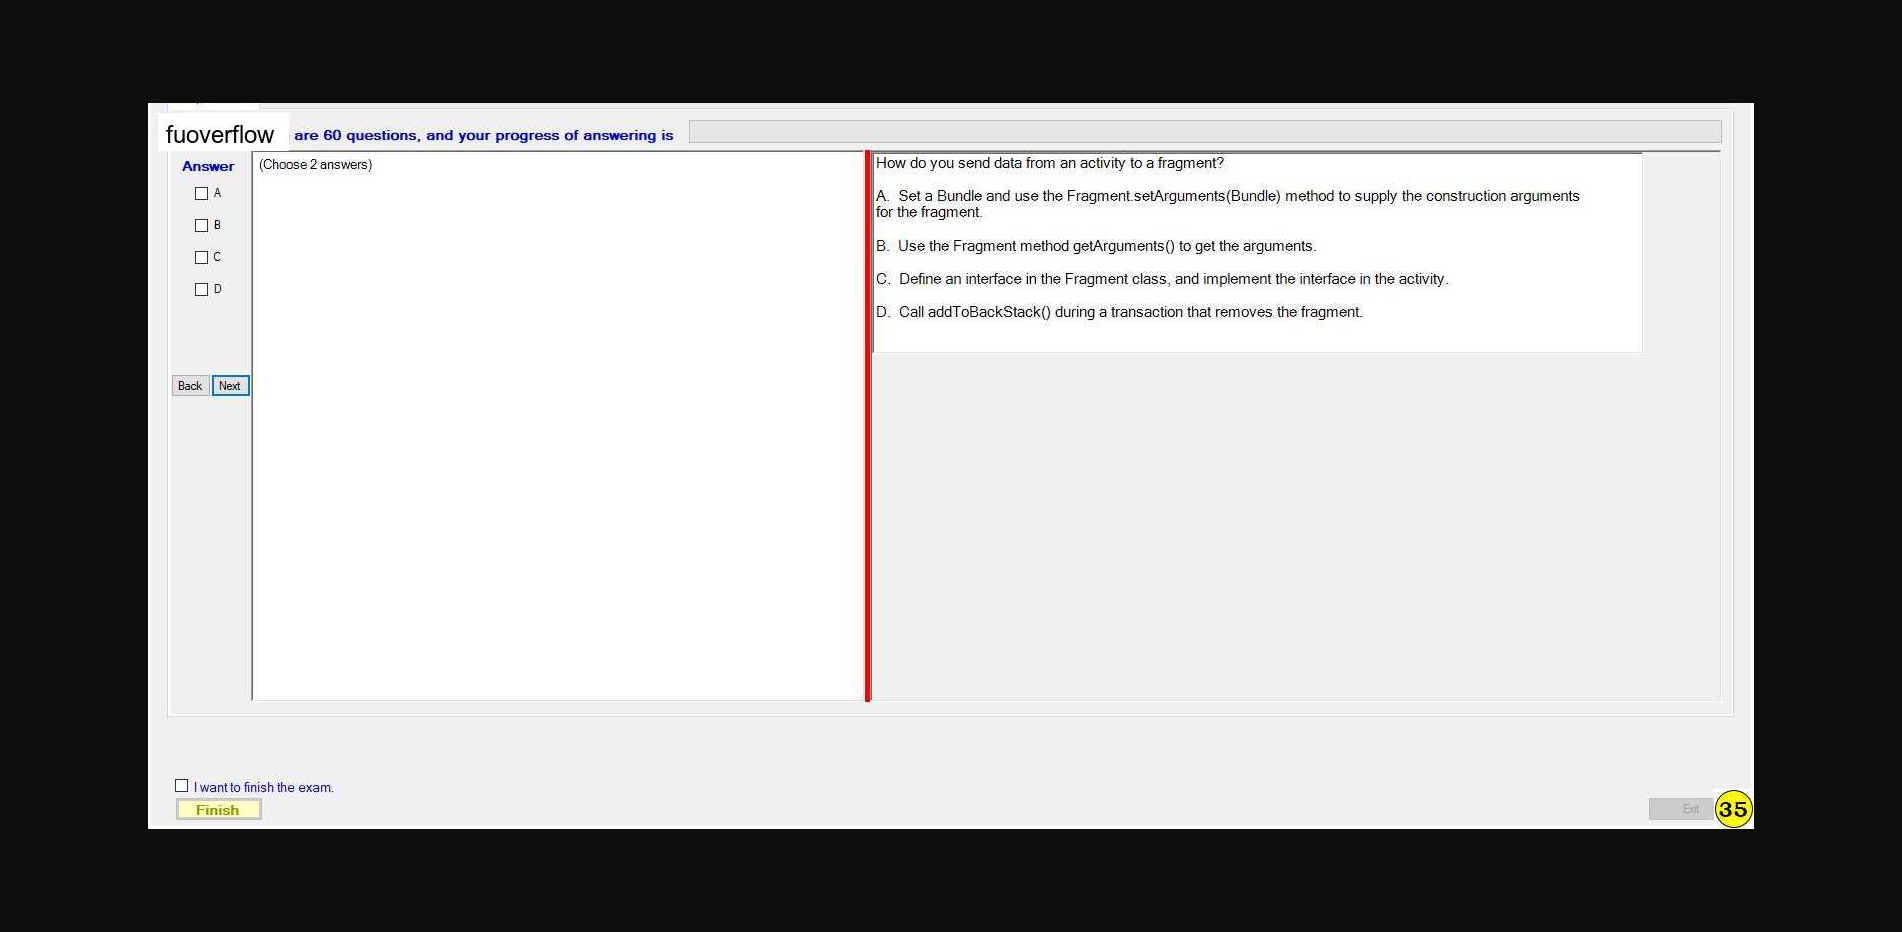 fuoverflow are 60 questions, and your progress of answering is
Answer
(Choose 2 answers)
A
B
C
D
Back Next
How do you send data from an activity to a fragment?
A. Set a Bundle and use the Fragment.setArguments(Bundle) method to supply the construction arguments
for the fragment.
B. Use the Fragment method getArguments() to get the arguments.
C. Define an interface in the Fragment class, and implement the interface in the activity.
D. Call addToBackStack() during a transaction that removes the fragment.
I want to finish the exam.
Finish
Exit
35